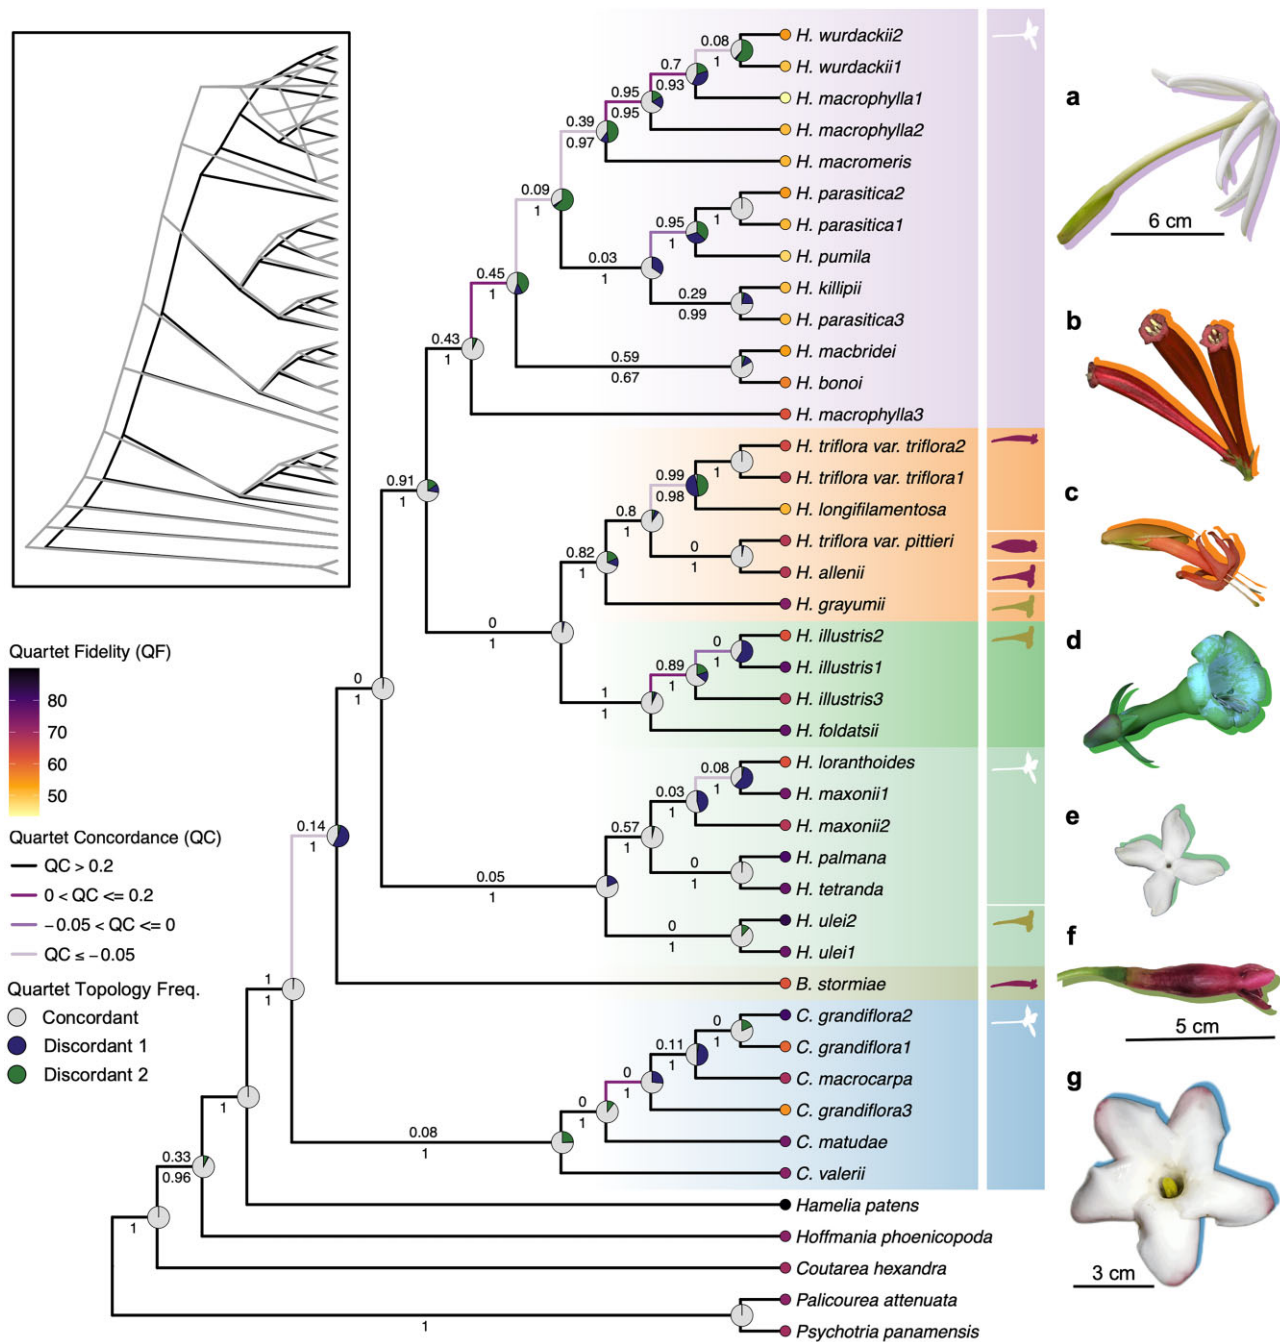 H. wurdackii2
0.08
1
H. wurdackii1
0.7
0.93
H. macrophylla1
0.95
0.95
H. macrophylla2
0.39
0.97
H. macromeris
0.09
1
H. parasitica2
1
H. parasitica1
0.95
1
H. pumila
0.03
1
H. killipii
0.29
0.99
H. parasitica3
0.45
1
H. macbridei
0.59
0.67
H. bonoi
0.43
1
H. macrophylla3
H. triflora var. triflora2
1
H. triflora var. triflora1
0.99
0.98
H. longifilamentosa
0.91
1
0.8
1
H. triflora var. pittieri
0
1
H. allenii
0.82
1
H. grayumii
0
1
H. illustris2
0
1
H. illustris1
0.89
1
H. illustris3
1
1
H. foldatsii
0
1
H. loranthoides
0.08
1
H. maxonii1
0.03
1
H. maxonii2
0.57
1
H. palmana
0
1
H. tetranda
0.05
1
H. ulei2
0
1
H. ulei1
0.14
1
B. stormiae
1
1
C. grandiflora2
0
1
C. grandiflora1
0.11
1
C. macrocarpa
0
1
C. grandiflora3
0
1
C. matudae
0.08
1
C. valerii
1
Hamelia patens
0.33
0.96
Hoffmania phoenicopoda
1
Coutarea hexandra
Palicourea attenuata
1
Psychotria panamensis
Quartet Fidelity (QF)
80
70
60
50
Quartet Concordance (QC)
QC > 0.2
0 < QC <= 0.2
−0.05 < QC <= 0
QC ≤ −0.05
Quartet Topology Freq.
Concordant
Discordant 1
Discordant 2
a
6 cm
b
c
d
e
f
5 cm
g
3 cm